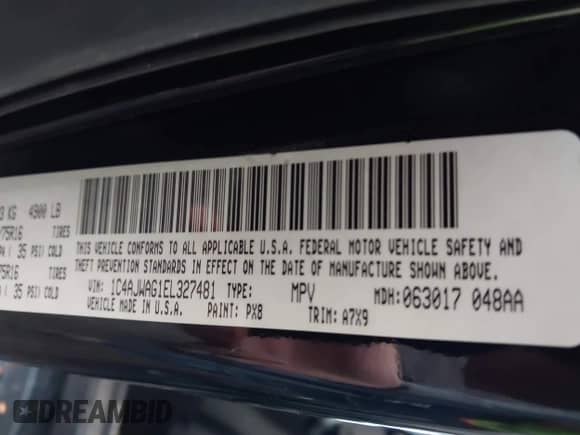 KG 4900 LB
75R16 TIRES
35 PSI) COLD
75R16 TIRES
35 PSI) COLD
THIS VEHICLE CONFORMS TO ALL APPLICABLE U.S.A. FEDERAL MOTOR VEHICLE SAFETY AND
THEFT PREVENTION STANDARDS IN EFFECT ON THE DATE OF MANUFACTURE SHOWN ABOVE.
VIN: 1C4AJWAG1EL327481 TYPE: MPV MDH:063017 048AA
VEHICLE MADE IN U.S.A. PAINT: PX8 TRIM: A7X9
DREAMBID